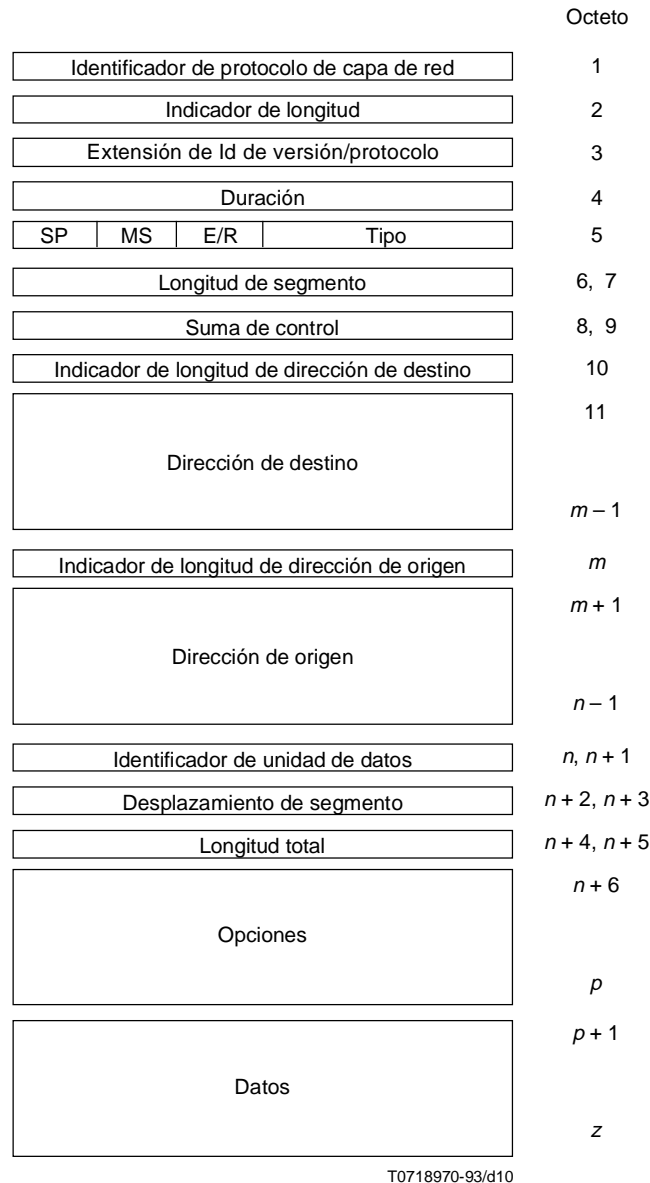 Octeto
Identificador de protocolo de capa de red 1
Indicador de longitud 2
Extensión de Id de versión/protocolo 3
Duración 4
SP MS E/R Tipo 5
Longitud de segmento 6, 7
Suma de control 8, 9
Indicador de longitud de dirección de destino 10
11
Dirección de destino
m – 1
Indicador de longitud de dirección de origen m
m + 1
Dirección de origen
n – 1
Identificador de unidad de datos n, n + 1
Desplazamiento de segmento n + 2, n + 3
Longitud total n + 4, n + 5
n + 6
Opciones
p
p + 1
Datos
z
T0718970-93/d10